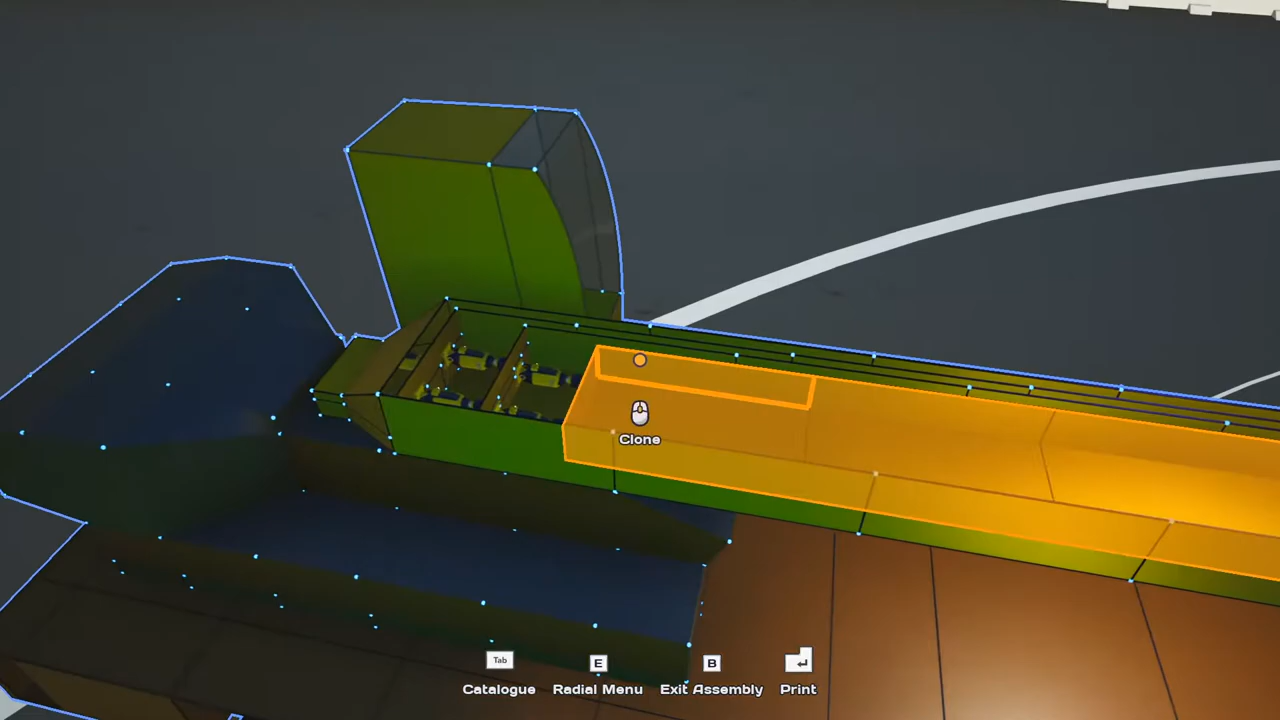 Clone
Tab
E
B
Catalogue
Radial Menu
Exit Assembly
Print